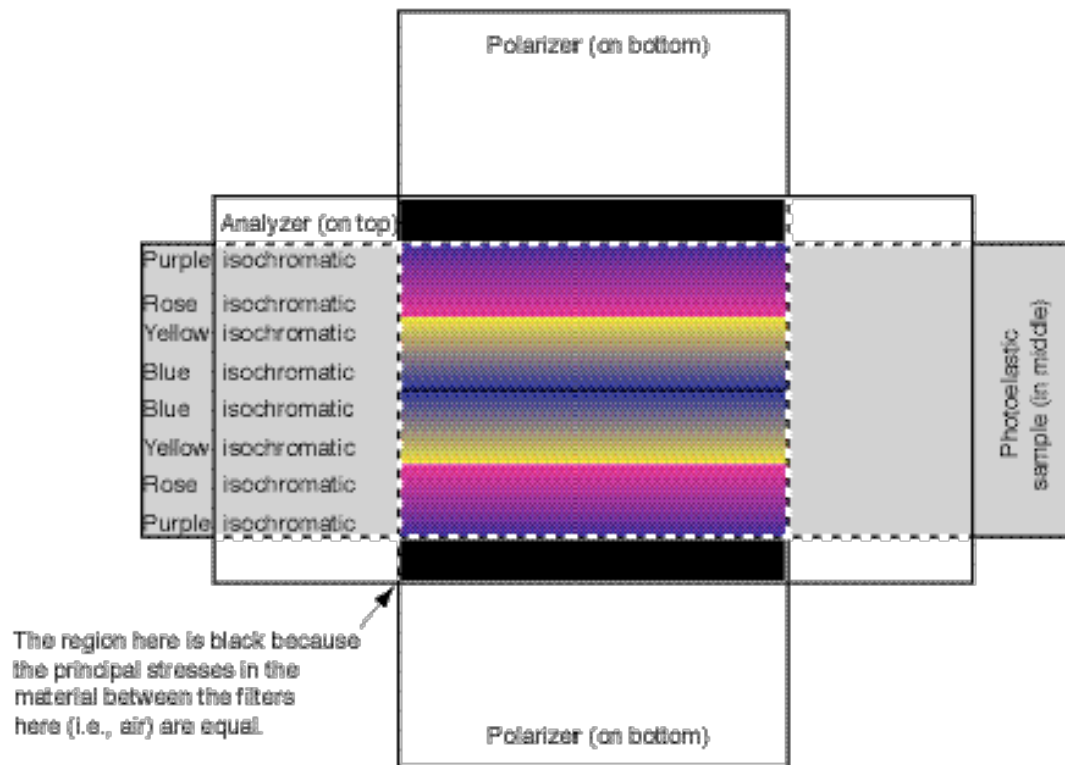 Polarizer (on bottom)
Analyzer (on top)
Purple isochromatic
Rose isochromatic
Yellow isochromatic
Blue isochromatic
Blue isochromatic
Yellow isochromatic
Rose isochromatic
Purple isochromatic
Photoelastic
sample (in middle)
The region here is black because
the principal stresses in the
material between the filters
here (i.e., air) are equal.
Polarizer (on bottom)